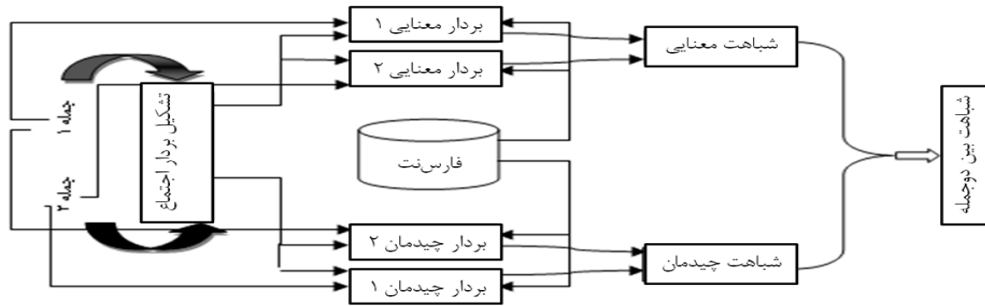 جمله ۱
جمله ۲
تشکیل بردار اجتماع
بردار معنایی ۱
بردار معنایی ۲
فارس‌نت
بردار چیدمان ۲
بردار چیدمان ۱
شباهت معنایی
شباهت چیدمان
شباهت بین دوجمله